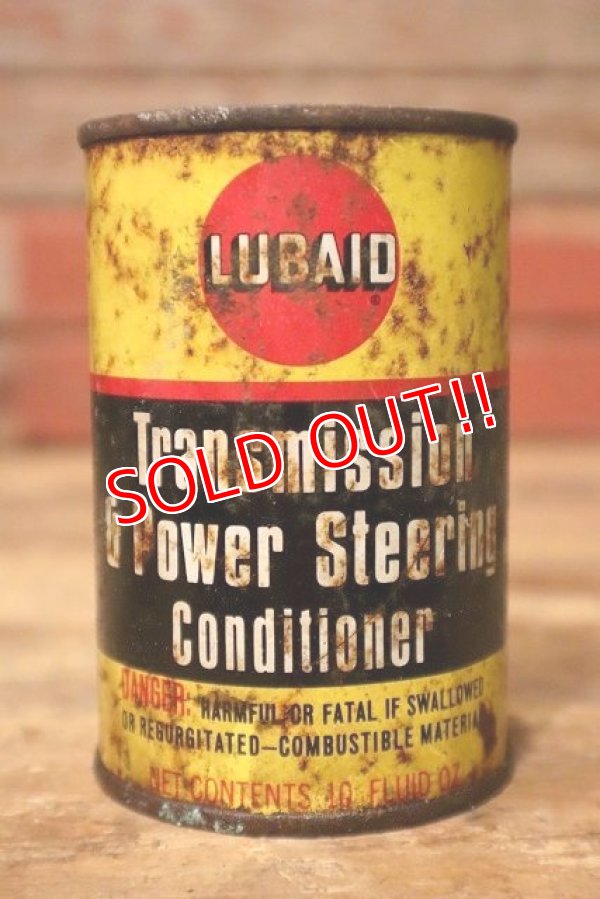 LUBAID
®
Transmission
& Power Steering
Conditioner
SOLD OUT!!
DANGER: HARMFUL OR FATAL IF SWALLOWED
OR REGURGITATED—COMBUSTIBLE MATERIAL
NET CONTENTS 10 FLUID OZ.